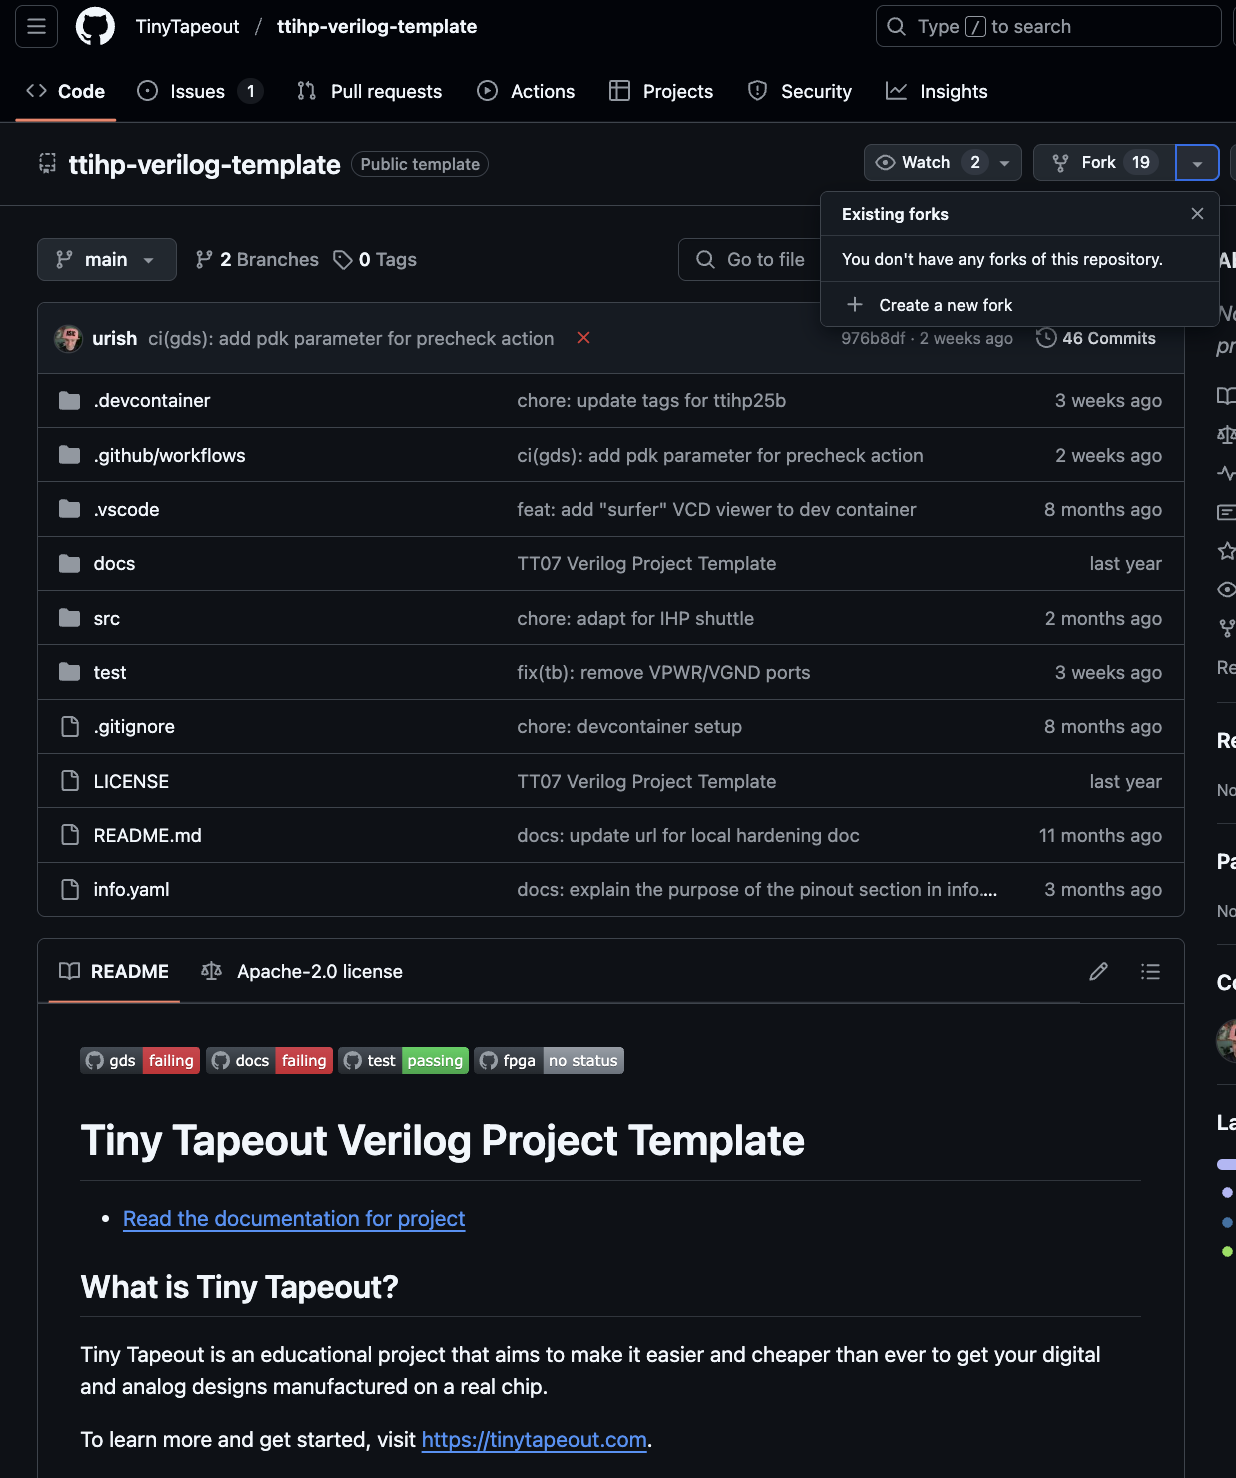 TinyTapeout / ttihp-verilog-template
Type / to search
Code
Issues 1
Pull requests
Actions
Projects
Security
Insights
ttihp-verilog-template Public template
Watch 2
Fork 19
Existing forks
You don't have any forks of this repository.
Create a new fork
main
2 Branches
0 Tags
Go to file
urish ci(gds): add pdk parameter for precheck action
976b8df · 2 weeks ago
46 Commits
.devcontainer chore: update tags for ttihp25b 3 weeks ago
.github/workflows ci(gds): add pdk parameter for precheck action 2 weeks ago
.vscode feat: add "surfer" VCD viewer to dev container 8 months ago
docs TT07 Verilog Project Template last year
src chore: adapt for IHP shuttle 2 months ago
test fix(tb): remove VPWR/VGND ports 3 weeks ago
.gitignore chore: devcontainer setup 8 months ago
LICENSE TT07 Verilog Project Template last year
README.md docs: update url for local hardening doc 11 months ago
info.yaml docs: explain the purpose of the pinout section in info.... 3 months ago
README
Apache-2.0 license
gds failing docs failing test passing fpga no status
Tiny Tapeout Verilog Project Template
• Read the documentation for project
What is Tiny Tapeout?
Tiny Tapeout is an educational project that aims to make it easier and cheaper than ever to get your digital
and analog designs manufactured on a real chip.
To learn more and get started, visit https://tinytapeout.com.